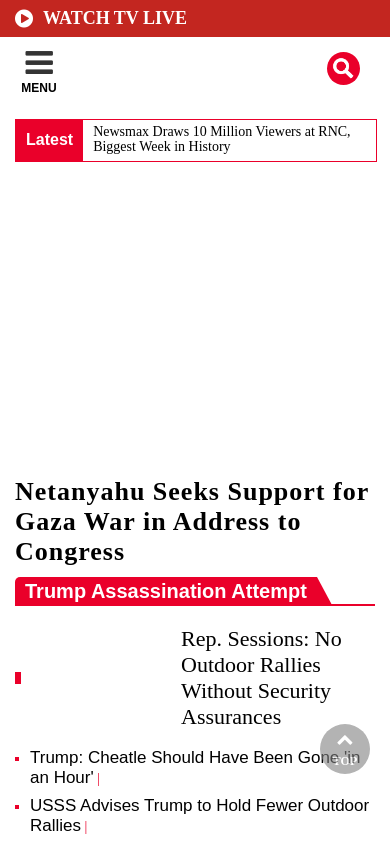 WATCH TV LIVE
MENU
Latest
Newsmax Draws 10 Million Viewers at RNC,
Biggest Week in History
Netanyahu Seeks Support for
Gaza War in Address to
Congress
Trump Assassination Attempt
Rep. Sessions: No
Outdoor Rallies
Without Security
Assurances
Trump: Cheatle Should Have Been Gone 'in
an Hour' |
TOP
USSS Advises Trump to Hold Fewer Outdoor
Rallies |